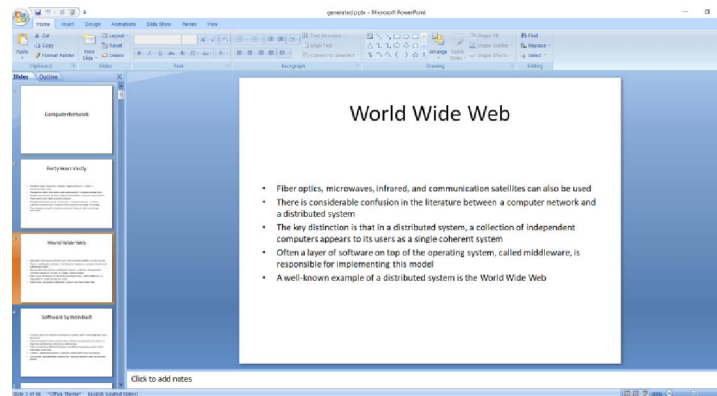 generated.pptx - Microsoft PowerPoint
Home Insert Design Animations Slide Show Review View
Cut
Copy
Format Painter
Paste
Clipboard
New
Slide
Layout
Reset
Delete
Slides
Font
Text Direction
Align Text
Convert to SmartArt
Paragraph
Arrange
Quick
Styles
Shape Fill
Shape Outline
Shape Effects
Drawing
Find
Replace
Select
Editing
Slides Outline
ComputerNetwork
Forty Years Vastly
World Wide Web
Software System Built
World Wide Web
• Fiber optics, microwaves, infrared, and communication satellites can also be used
• There is considerable confusion in the literature between a computer network and
a distributed system
• The key distinction is that in a distributed system, a collection of independent
computers appears to its users as a single coherent system
• Often a layer of software on top of the operating system, called middleware, is
responsible for implementing this model
• A well-known example of a distributed system is the World Wide Web
Click to add notes
"Office Theme" English (United States)